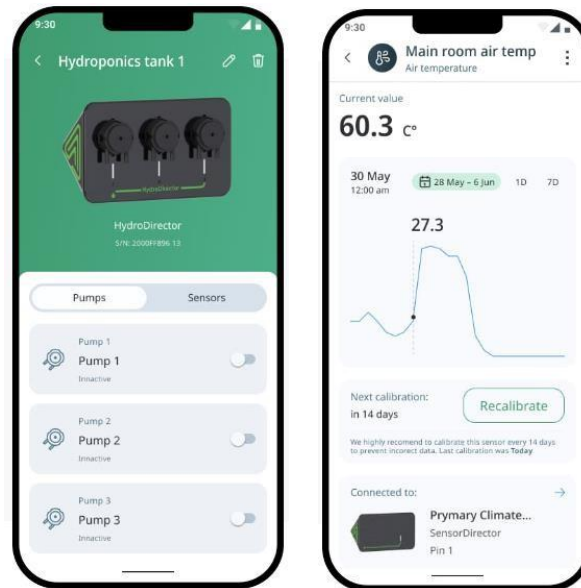 9:30
Hydroponics tank 1
HydroDirector
HydroDirector
S/N: 2000FF896 13
Pumps
Sensors
Pump 1
Pump 1
Innactive
Pump 2
Pump 2
Innactive
Pump 3
Pump 3
Innactive
9:30
Main room air temp
Air temperature
Current value
60.3 C°
30 May
12:00 am
28 May – 6 Jun
1D
7D
27.3
Next calibration:
in 14 days
Recalibrate
We highly recomend to calibrate this sensor every 14 days
to prevent incorect data. Last calibration was Today
Connected to:
Prymary Climate...
SensorDirector
Pin 1